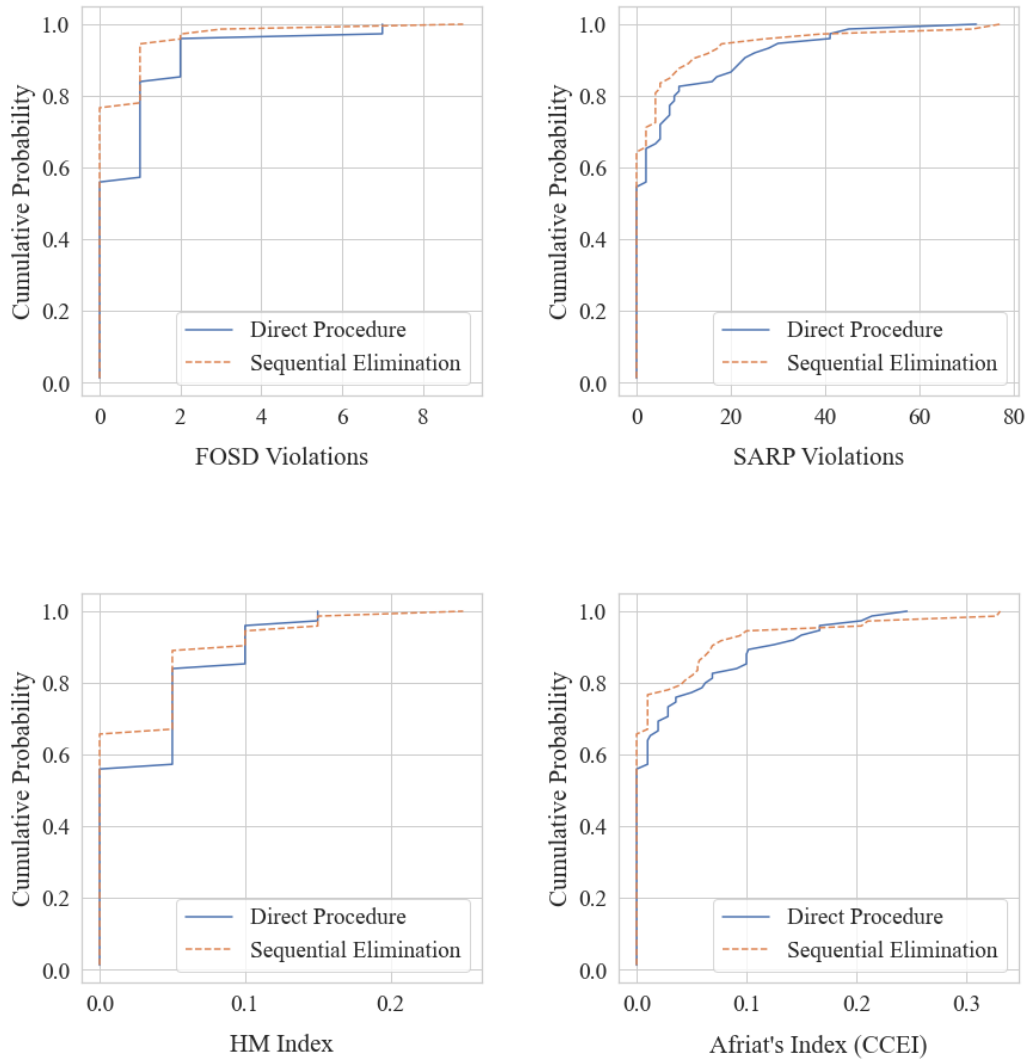 1.0
0.8
0.6
0.4
0.2
0.0
Cumulative Probability
Direct Procedure
Sequential Elimination
0 2 4 6 8
FOSD Violations
1.0
0.8
0.6
0.4
0.2
0.0
Cumulative Probability
Direct Procedure
Sequential Elimination
0 20 40 60 80
SARP Violations
1.0
0.8
0.6
0.4
0.2
0.0
Cumulative Probability
Direct Procedure
Sequential Elimination
0.0 0.1 0.2
HM Index
1.0
0.8
0.6
0.4
0.2
0.0
Cumulative Probability
Direct Procedure
Sequential Elimination
0.0 0.1 0.2 0.3
Afriat's Index (CCEI)